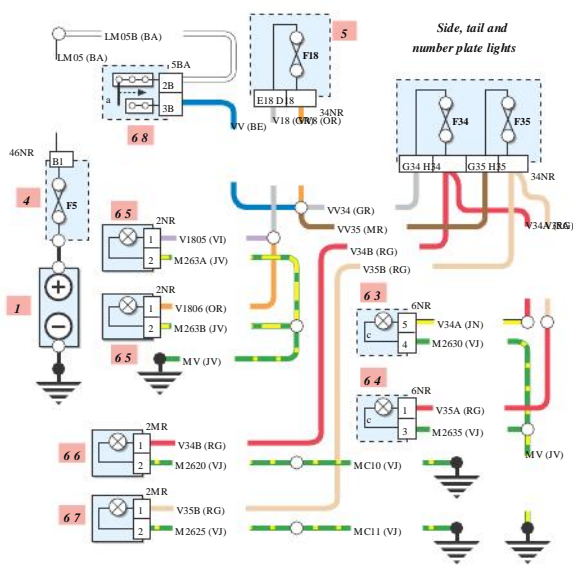 LM05B (BA)
LM05 (BA)
5BA
2B
3B
a
6 8
VV (BE)
F18
5
E18 D18
34NR
V18 (OR)
Side, tail and
number plate lights
F34
F35
G34 H34
G35 H35
34NR
46NR
B1
4
F5
1
6 5
2NR
1
2
V1805 (VI)
M263A (JV)
2NR
1
2
V1806 (OR)
M263B (JV)
6 5
MV (JV)
VV34 (GR)
VV35 (MR)
V34B (RG)
V35B (RG)
V34A
6 3
6NR
c
5
4
V34A (JN)
M2630 (VJ)
6 4
6NR
c
1
3
V35A (RG)
M2635 (VJ)
MV (JV)
6 6
2MR
1
2
V34B (RG)
M2620 (VJ)
MC10 (VJ)
6 7
2MR
1
2
V35B (RG)
M2625 (VJ)
MC11 (VJ)